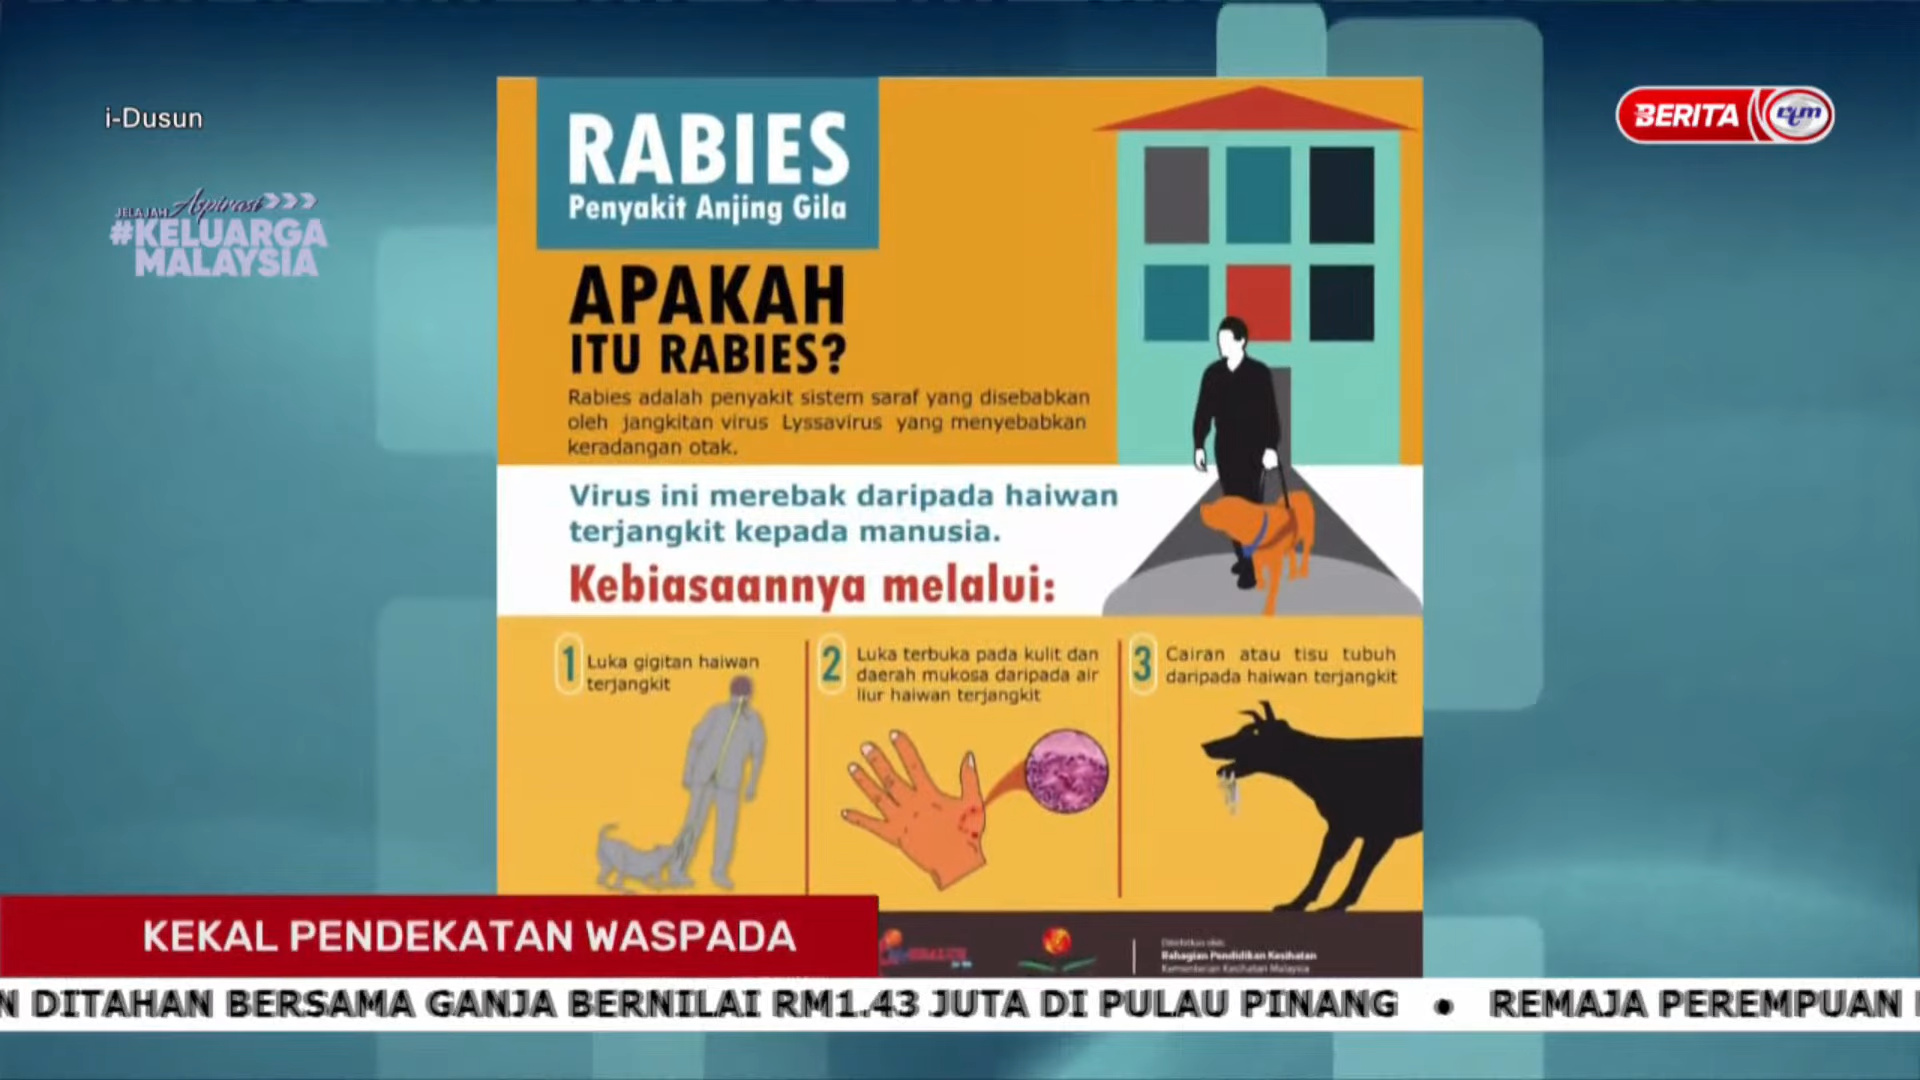 i-Dusun
BERITA rtm
JELAJAH Aspirasi >>>
#KELUARGA
MALAYSIA
RABIES
Penyakit Anjing Gila
APAKAH
ITU RABIES?
Rabies adalah penyakit sistem saraf yang disebabkan
oleh jangkitan virus Lyssavirus yang menyebabkan
keradangan otak.
Virus ini merebak daripada haiwan
terjangkit kepada manusia.
Kebiasaannya melalui:
1 Luka gigitan haiwan
terjangkit
2 Luka terbuka pada kulit dan
daerah mukosa daripada air
liur haiwan terjangkit
3 Cairan atau tisu tubuh
daripada haiwan terjangkit
Diterbitkan oleh:
Bahagian Pendidikan Kesihatan
Kementerian Kesihatan Malaysia
KEKAL PENDEKATAN WASPADA
N DITAHAN BERSAMA GANJA BERNILAI RM1.43 JUTA DI PULAU PINANG • REMAJA PEREMPUAN